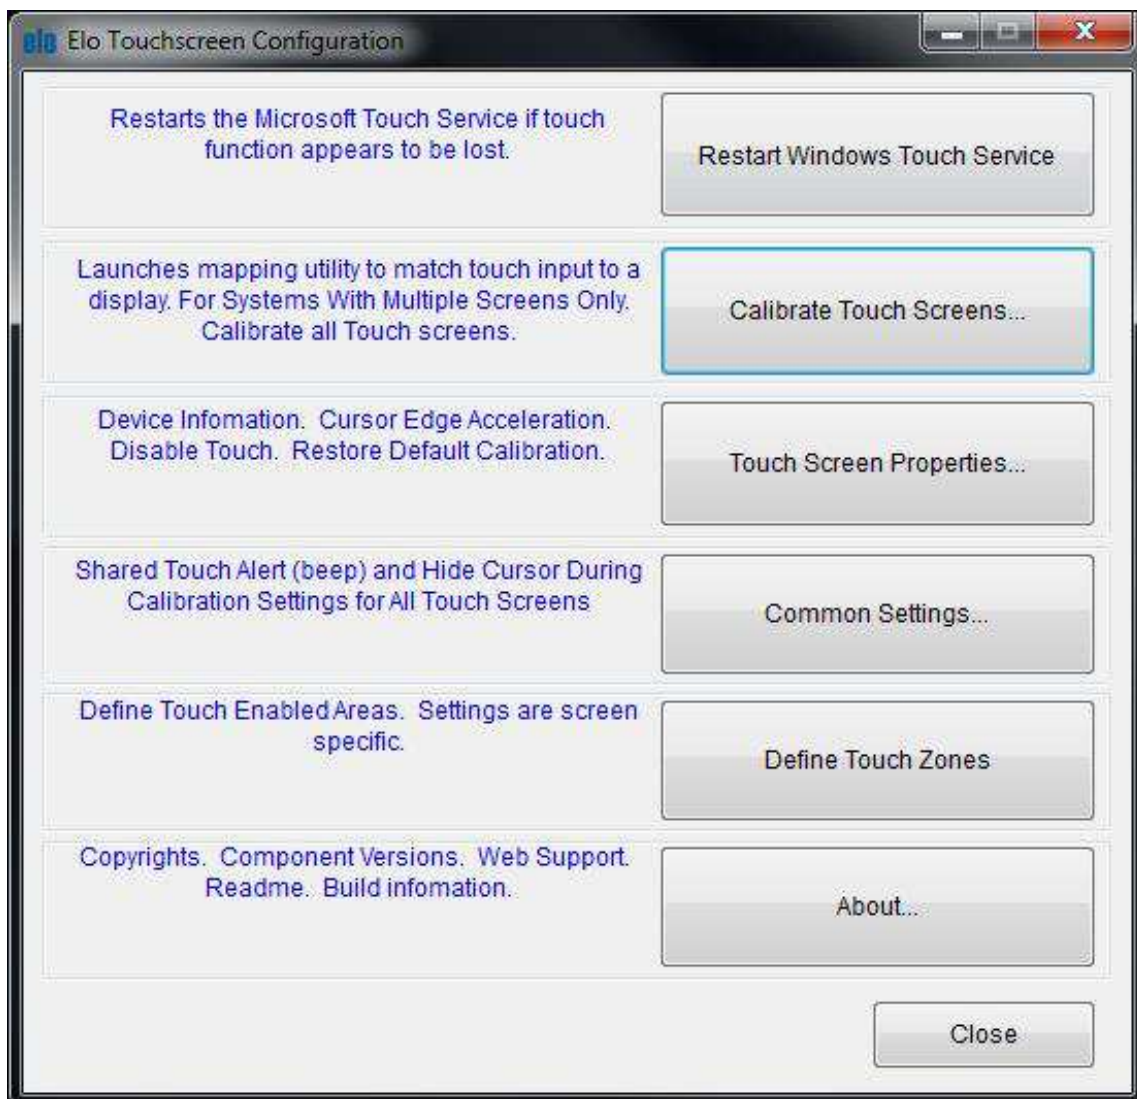 elo Elo Touchscreen Configuration
Restarts the Microsoft Touch Service if touch
function appears to be lost.
Restart Windows Touch Service
Launches mapping utility to match touch input to a
display. For Systems With Multiple Screens Only.
Calibrate all Touch screens.
Calibrate Touch Screens...
Device Infomation.  Cursor Edge Acceleration.
Disable Touch.  Restore Default Calibration.
Touch Screen Properties...
Shared Touch Alert (beep) and Hide Cursor During
Calibration Settings for All Touch Screens
Common Settings...
Define Touch Enabled Areas.  Settings are screen
specific.
Define Touch Zones
Copyrights.  Component Versions.  Web Support.
Readme.  Build infomation.
About...
Close